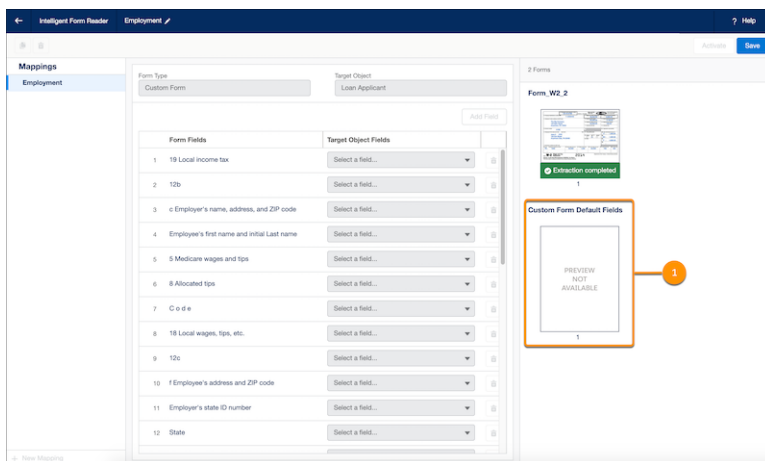 Intelligent Form Reader
Employment
? Help
Activate
Save
Mappings
Employment
Form Type
Custom Form
Target Object
Loan Applicant
Add Field
Form Fields
Target Object Fields
1 19 Local income tax Select a field...
2 12b Select a field...
3 c Employer's name, address, and ZIP code Select a field...
4 Employee's first name and initial Last name Select a field...
5 5 Medicare wages and tips Select a field...
6 8 Allocated tips Select a field...
7 C o d e Select a field...
8 18 Local wages, tips, etc. Select a field...
9 12c Select a field...
10 f Employee's address and ZIP code Select a field...
11 Employer's state ID number Select a field...
12 State Select a field...
+ New Mapping
2 Forms
Form_W2_2
Extraction completed
1
Custom Form Default Fields
PREVIEW
NOT
AVAILABLE
1
1